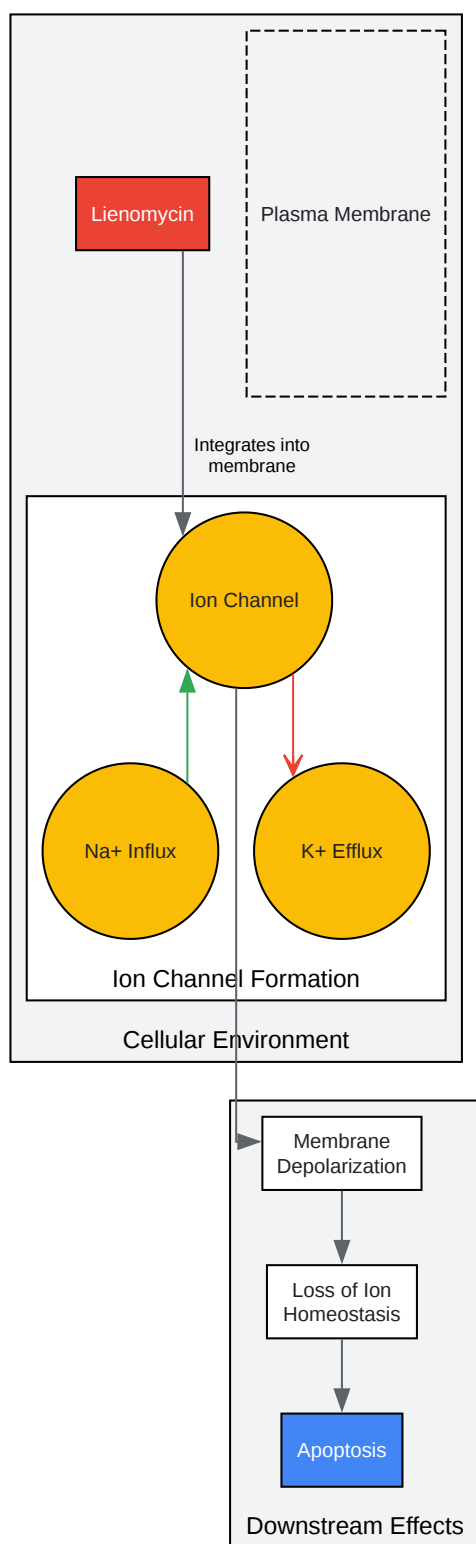 Lienomycin
Plasma Membrane
Integrates into
membrane
Ion Channel
Na+ Influx
K+ Efflux
Ion Channel Formation
Cellular Environment
Membrane
Depolarization
Loss of Ion
Homeostasis
Apoptosis
Downstream Effects